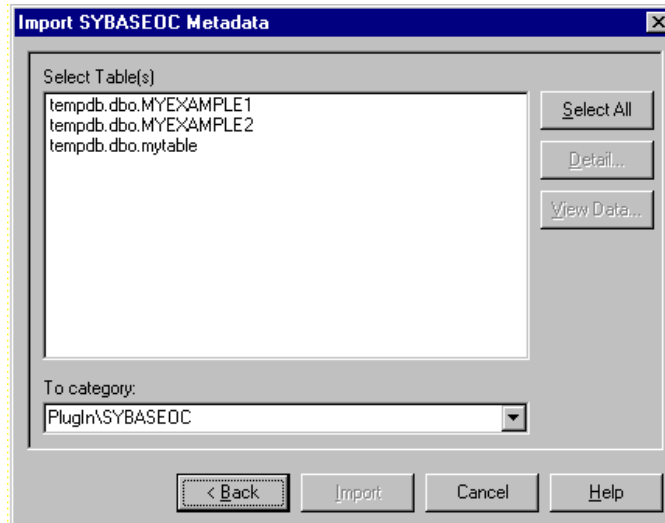 Import SYBASEOC Metadata
Select Table(s)
tempdb.dbo.MYEXAMPLE1
tempdb.dbo.MYEXAMPLE2
tempdb.dbo.mytable
Select All
Detail...
View Data...
To category:
PlugIn\SYBASEOC
< Back
Import
Cancel
Help